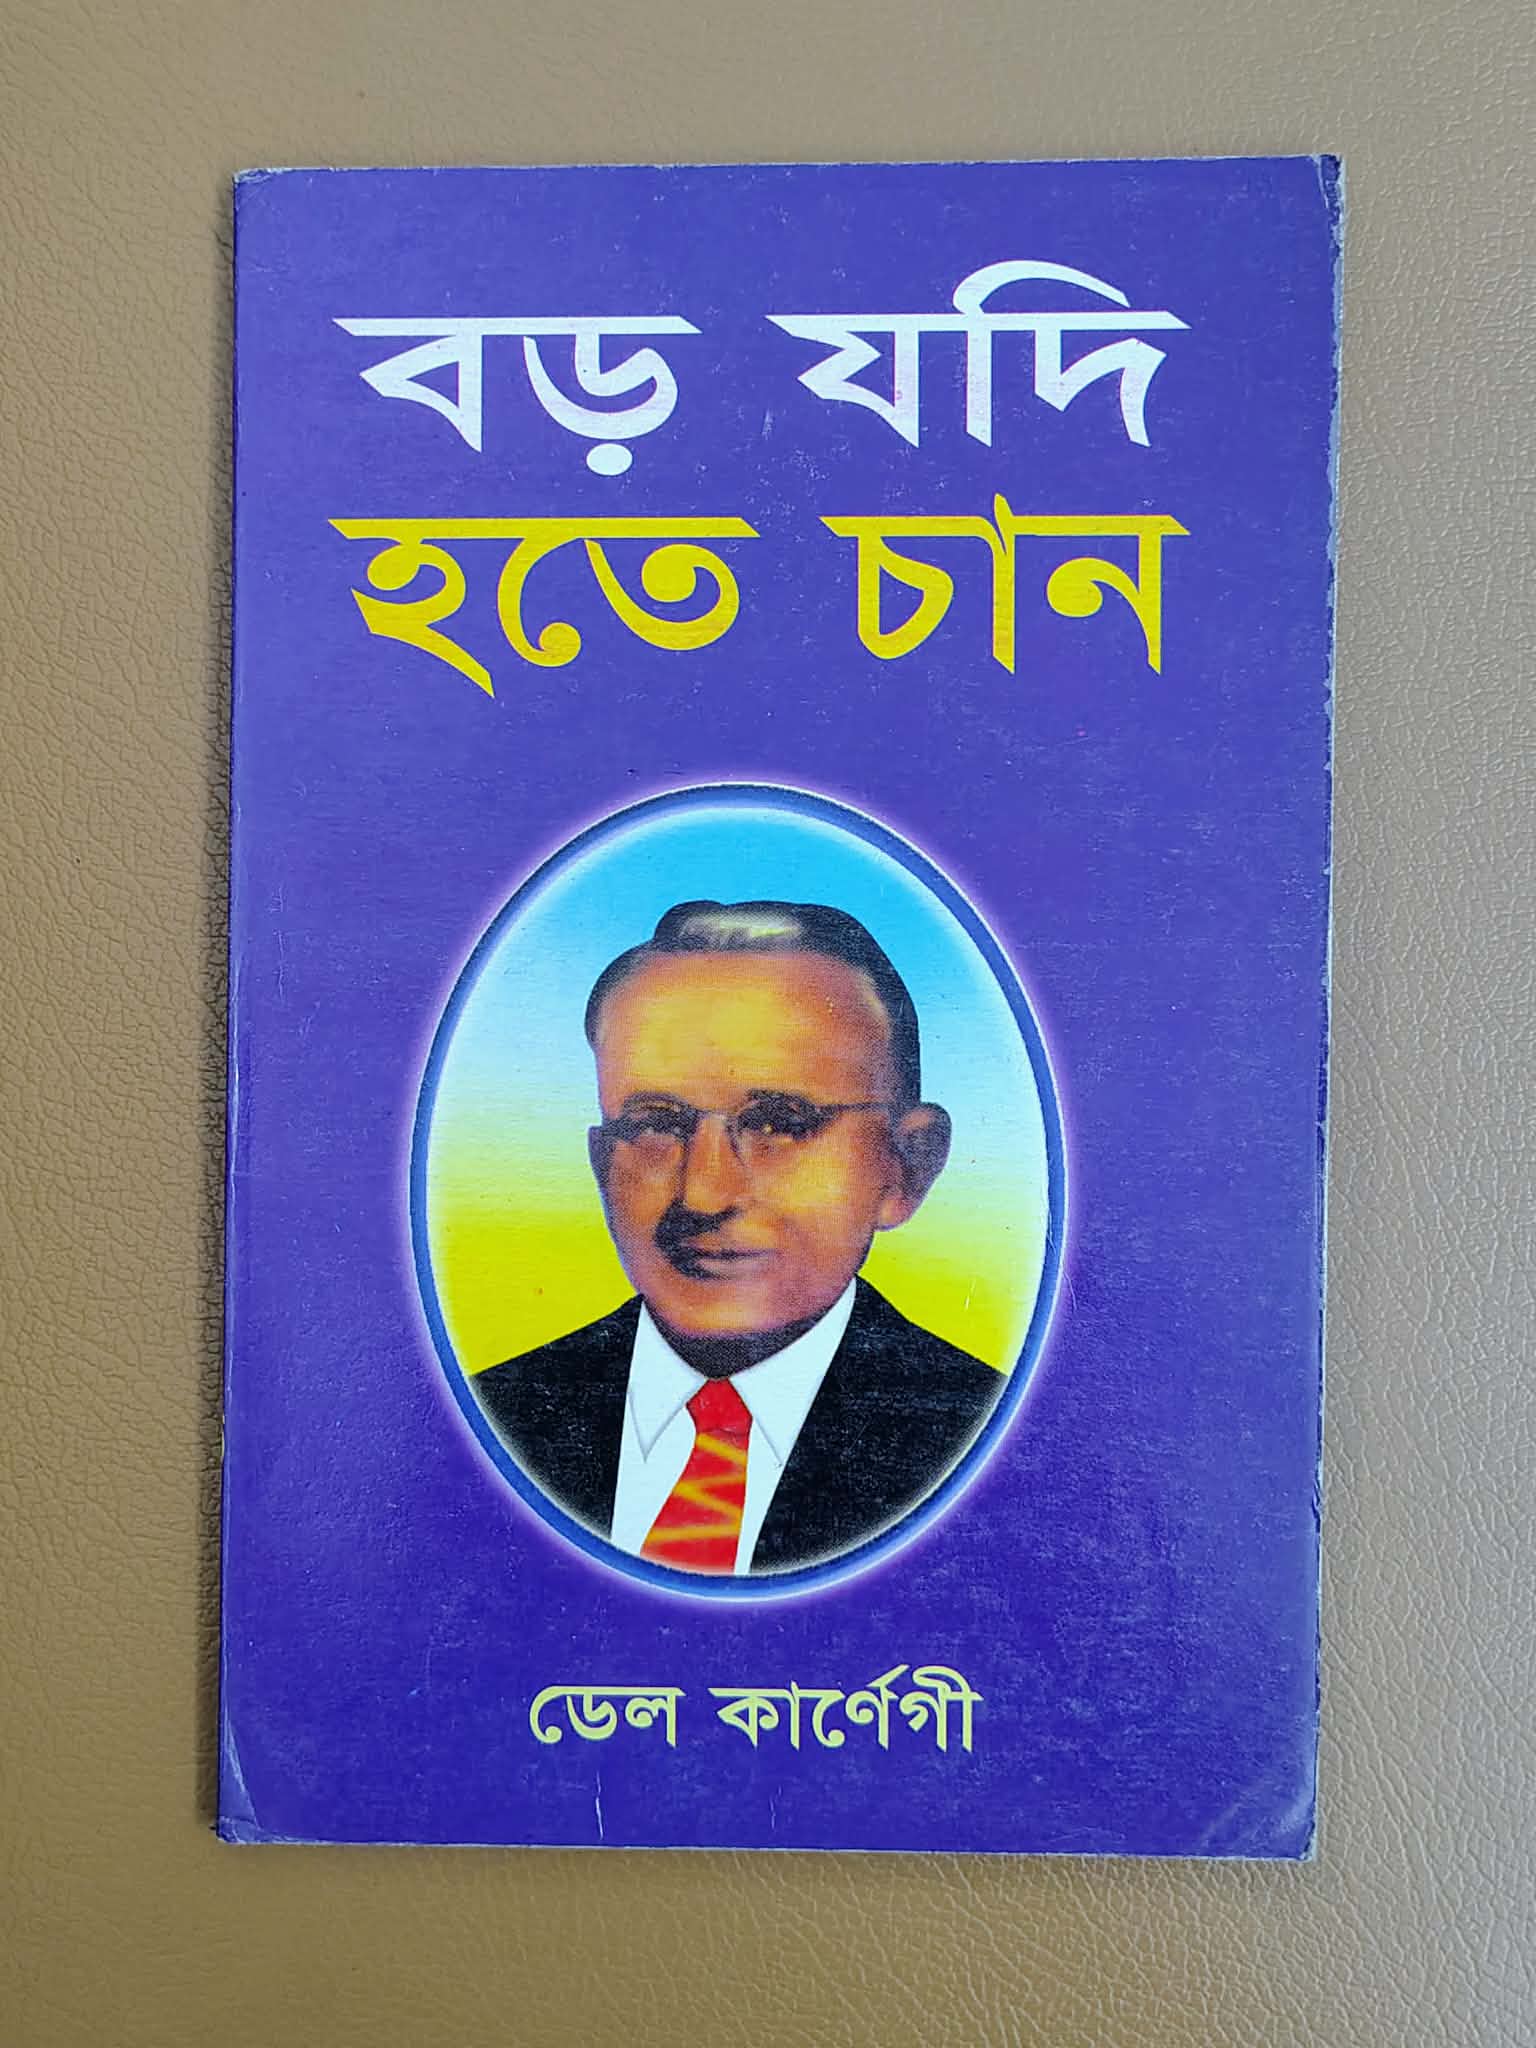 বড় যদি
হতে চান
ডেল কার্ণেগী